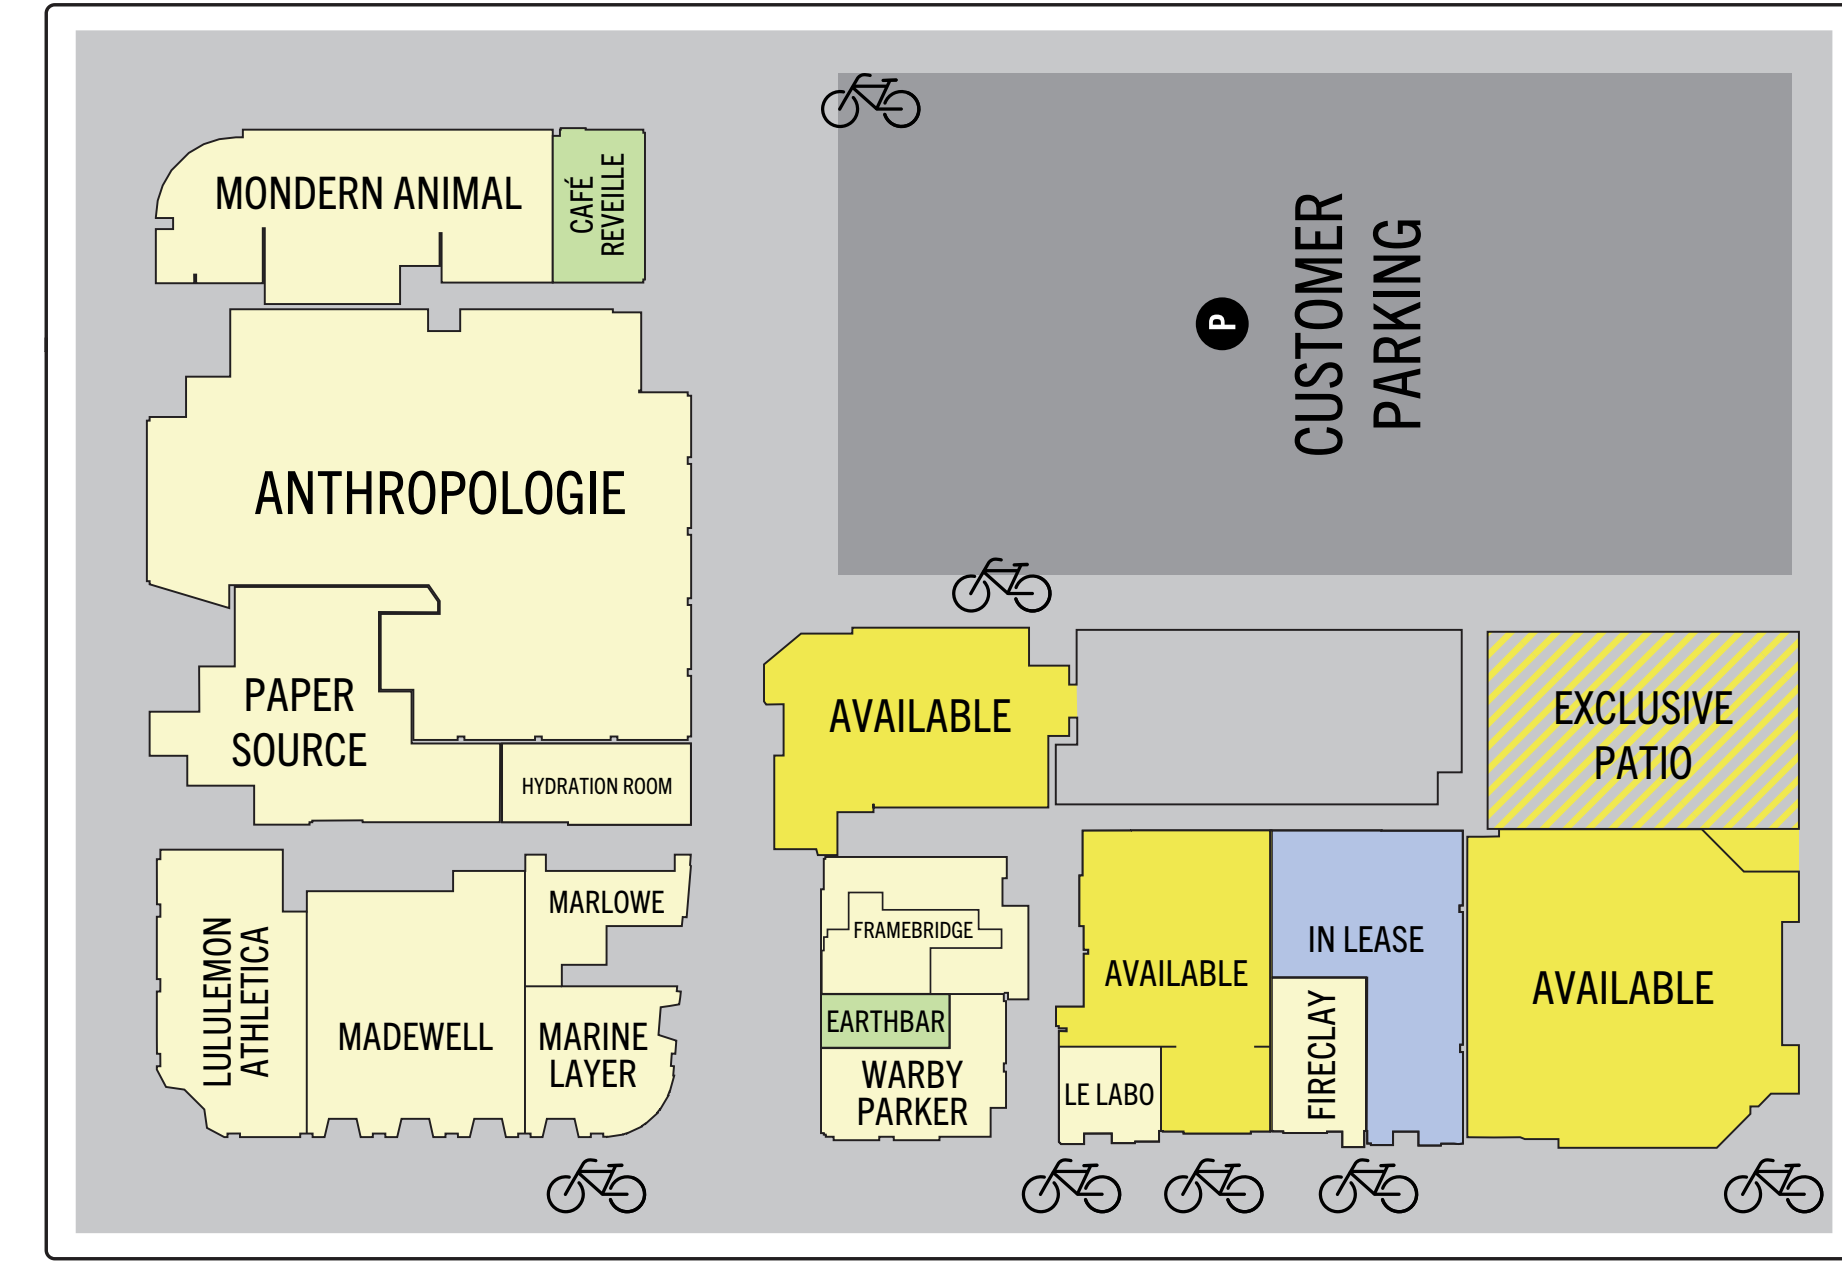 MONDERN ANIMAL
CAFÉ
REVEILLE
CUSTOMER
PARKING
P
ANTHROPOLOGIE
PAPER
SOURCE
HYDRATION ROOM
AVAILABLE
EXCLUSIVE
PATIO
LULULEMON
ATHLETICA
MADEWELL
MARLOWE
MARINE
LAYER
FRAMEBRIDGE
EARTHBAR
WARBY
PARKER
AVAILABLE
LE LABO
IN LEASE
FIRECLAY
AVAILABLE